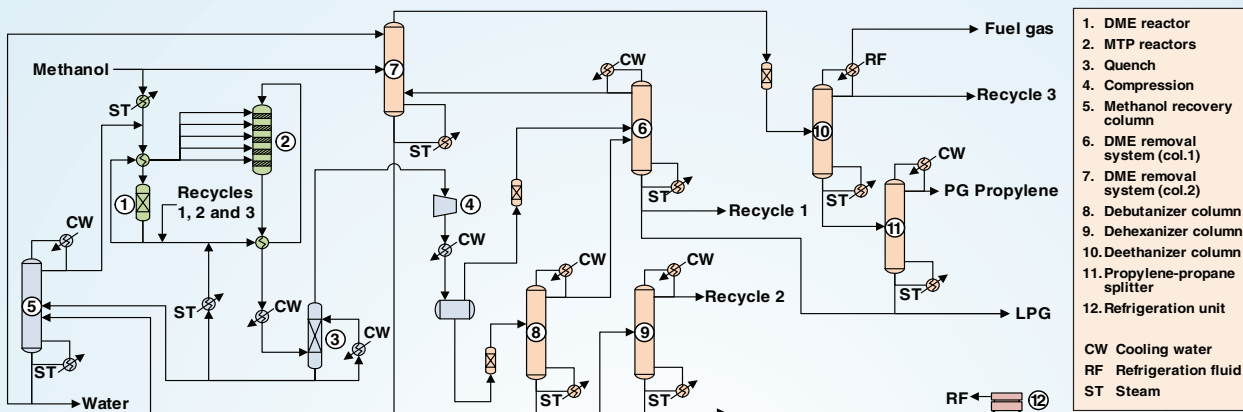 Fuel gas
CW
RF
Methanol
7
Recycle 3
ST
6
10
CW
2
ST
ST
PG Propylene
1
Recycles
1, 2 and 3
4
ST
Recycle 1
11
CW
CW
5
CW
CW
ST
ST
CW
Recycle 2
LPG
3
CW
8
9
ST
Water
ST
ST
RF
12
1. DME reactor
2. MTP reactors
3. Quench
4. Compression
5. Methanol recovery
column
6. DME removal
system (col.1)
7. DME removal
system (col.2)
8. Debutanizer column
9. Dehexanizer column
10. Deethanizer column
11. Propylene-propane
splitter
12. Refrigeration unit
CW Cooling water
RF Refrigeration fluid
ST Steam